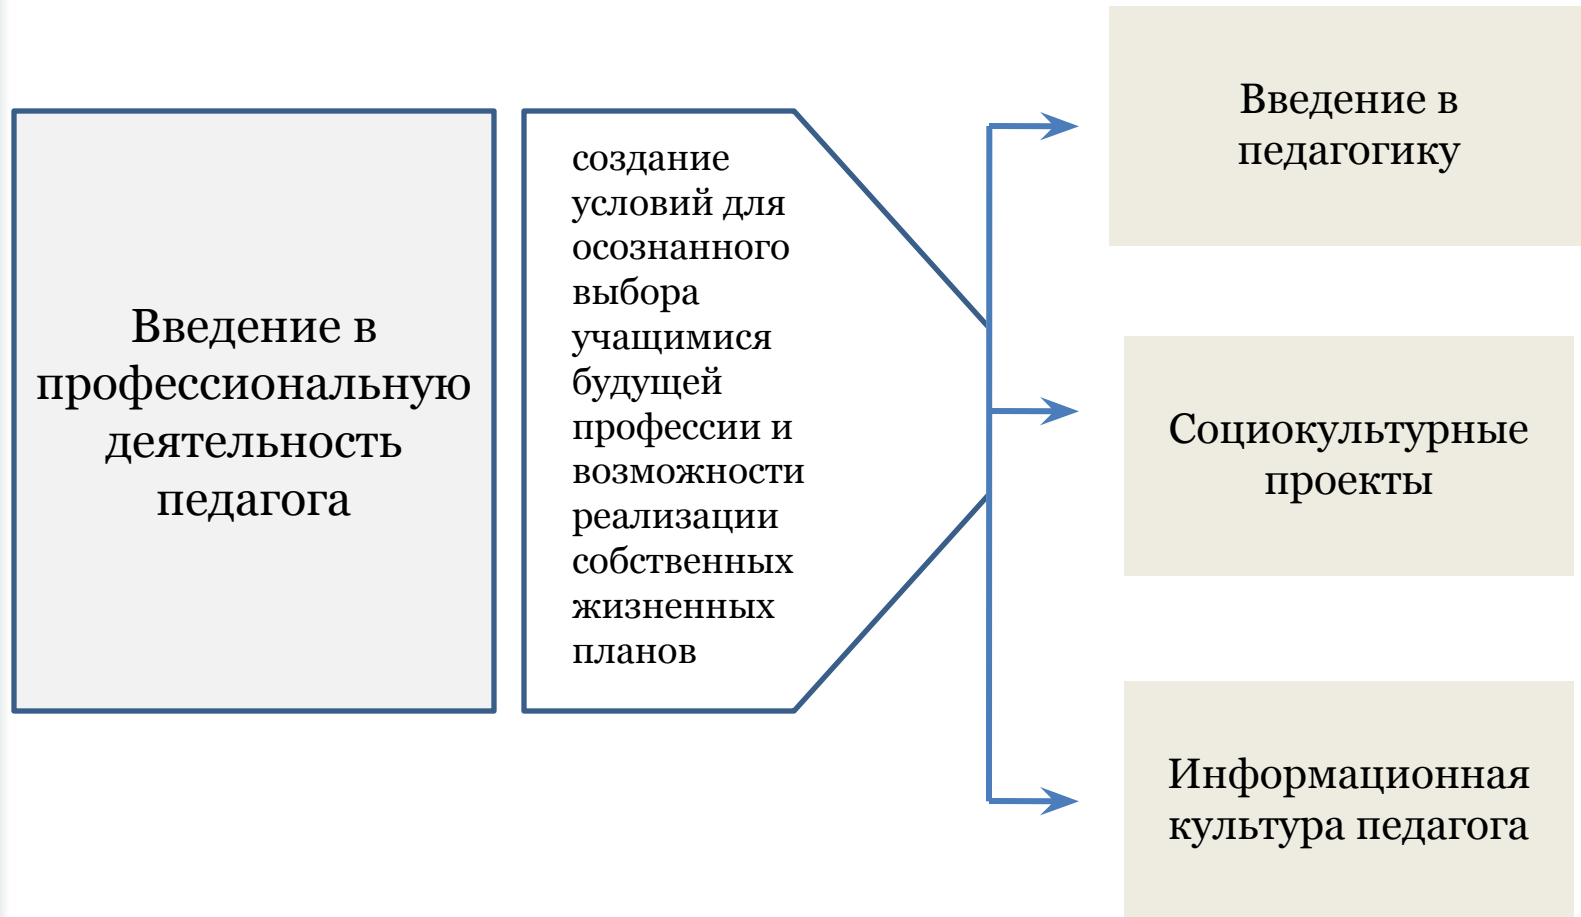 Введение в
профессиональную
деятельность
педагога
создание
условий для
осознанного
выбора
учащимися
будущей
профессии и
возможности
реализации
собственных
жизненных
планов
Введение в
педагогику
Социокультурные
проекты
Информационная
культура педагога